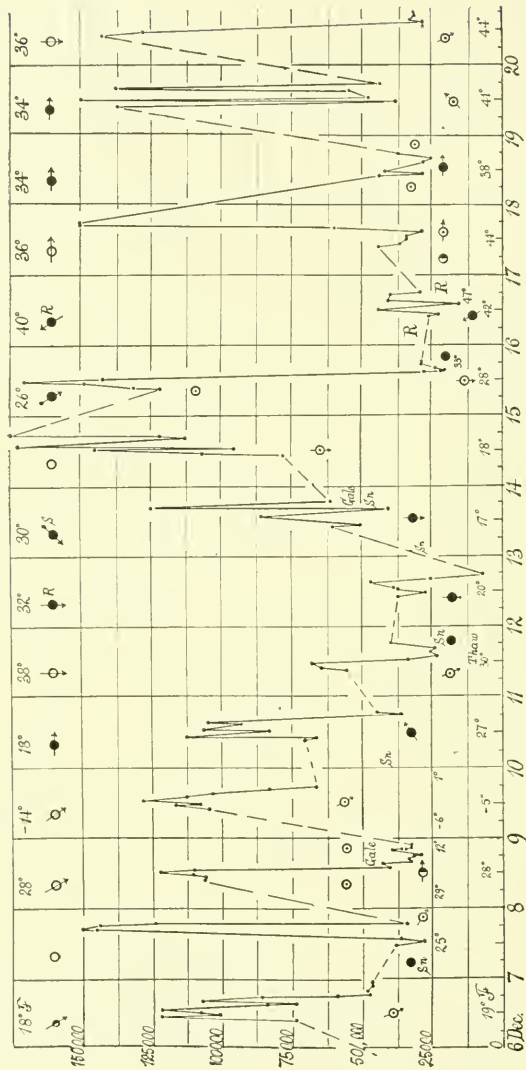 18° F 28° -14° 18° 38° 32° R 30° S 26° 40° R 36° 34° 34° 36°
150000
125000
100000
75000
50,000
25000
0
Gale Gale
Sn Sn Sn Sn Sn
R R
Thaw
33° 47°
29° 12° -6° 1°
19° F 25° 28° -5° 27° 30° 20° 17° 18° 28° 42° 44° 38° 41° 44°
6 Dec. 7 8 9 10 11 12 13 14 15 16 17 18 19 20